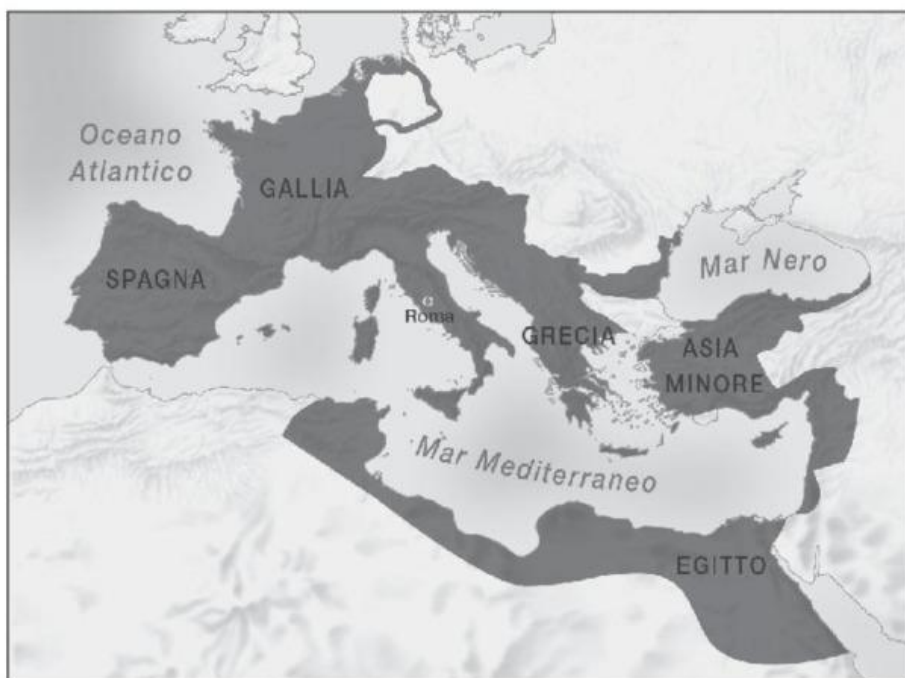 Oceano
Atlantico
GALLIA
SPAGNA
Roma
GRECIA
Mar Nero
ASIA
MINORE
Mar Mediterraneo
EGITTO